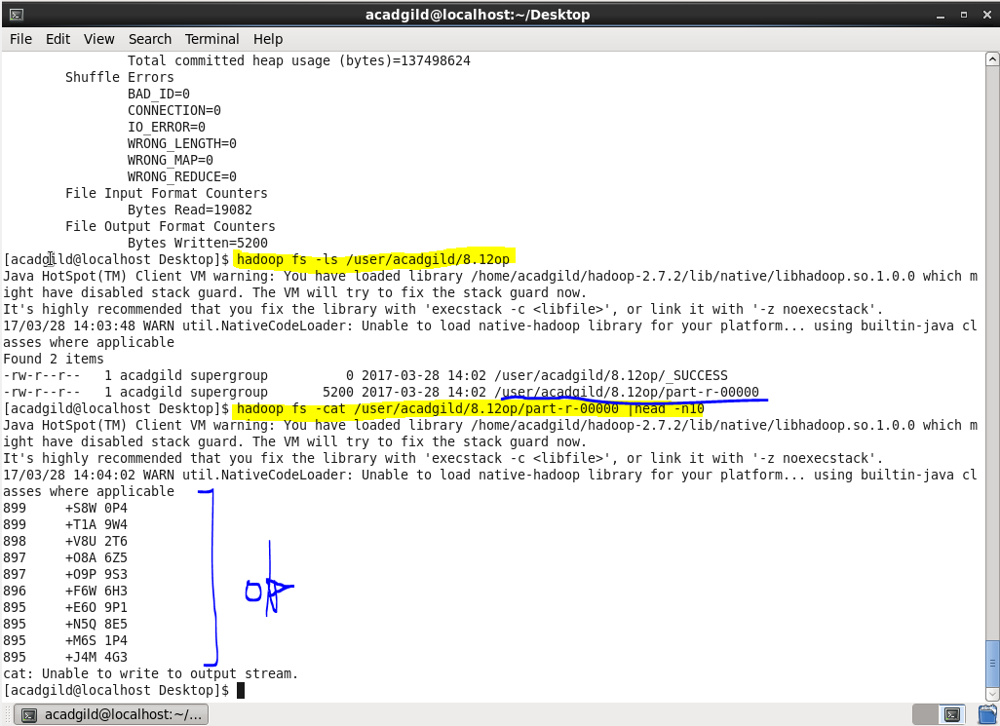 acadgild@localhost:~/Desktop
File Edit View Search Terminal Help
Total committed heap usage (bytes)=137498624
Shuffle Errors
BAD_ID=0
CONNECTION=0
IO_ERROR=0
WRONG_LENGTH=0
WRONG_MAP=0
WRONG_REDUCE=0
File Input Format Counters
Bytes Read=19082
File Output Format Counters
Bytes Written=5200
[acadgild@localhost Desktop]$ hadoop fs -ls /user/acadgild/8.12op
Java HotSpot(TM) Client VM warning: You have loaded library /home/acadgild/hadoop-2.7.2/lib/native/libhadoop.so.1.0.0 which m
ight have disabled stack guard. The VM will try to fix the stack guard now.
It's highly recommended that you fix the library with 'execstack -c <libfile>', or link it with '-z noexecstack'.
17/03/28 14:03:48 WARN util.NativeCodeLoader: Unable to load native-hadoop library for your platform... using builtin-java cl
asses where applicable
Found 2 items
-rw-r--r--   1 acadgild supergroup          0 2017-03-28 14:02 /user/acadgild/8.12op/_SUCCESS
-rw-r--r--   1 acadgild supergroup       5200 2017-03-28 14:02 /user/acadgild/8.12op/part-r-00000
[acadgild@localhost Desktop]$ hadoop fs -cat /user/acadgild/8.12op/part-r-00000 |head -n10
Java HotSpot(TM) Client VM warning: You have loaded library /home/acadgild/hadoop-2.7.2/lib/native/libhadoop.so.1.0.0 which m
ight have disabled stack guard. The VM will try to fix the stack guard now.
It's highly recommended that you fix the library with 'execstack -c <libfile>', or link it with '-z noexecstack'.
17/03/28 14:04:02 WARN util.NativeCodeLoader: Unable to load native-hadoop library for your platform... using builtin-java cl
asses where applicable
899     +S8W 0P4
899     +T1A 9W4
898     +V8U 2T6
897     +O8A 6Z5
897     +O9P 9S3
896     +F6W 6H3
895     +E6O 9P1
895     +N5Q 8E5
895     +M6S 1P4
895     +J4M 4G3
op
cat: Unable to write to output stream.
[acadgild@localhost Desktop]$
acadgild@localhost:~/...